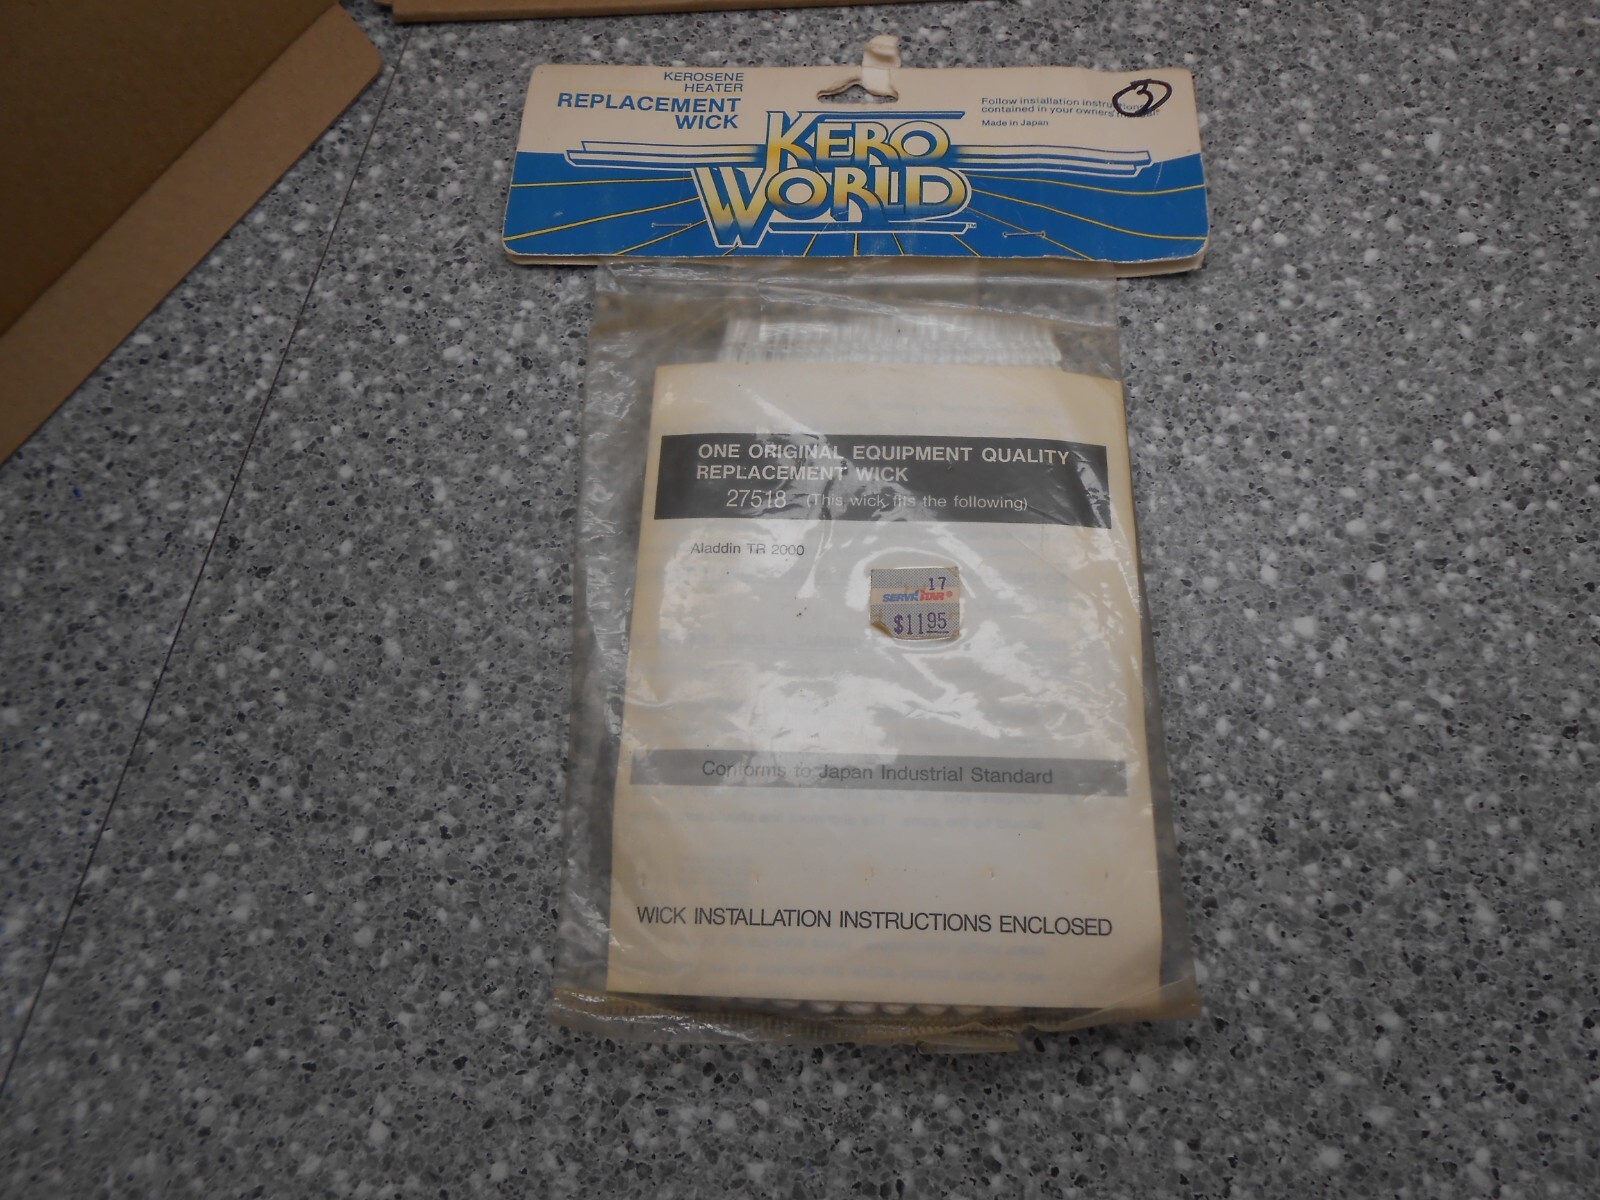 KEROSENE
HEATER
REPLACEMENT
WICK
KERO
WORLD
TM
Follow installation instructions
contained in your owners
Made in Japan
3
ONE ORIGINAL EQUIPMENT QUALITY
REPLACEMENT WICK
27518 (This wick fits the following)
Aladdin TR 2000
17
SERVISTAR®
$11.95
Conforms to Japan Industrial Standard
WICK INSTALLATION INSTRUCTIONS ENCLOSED